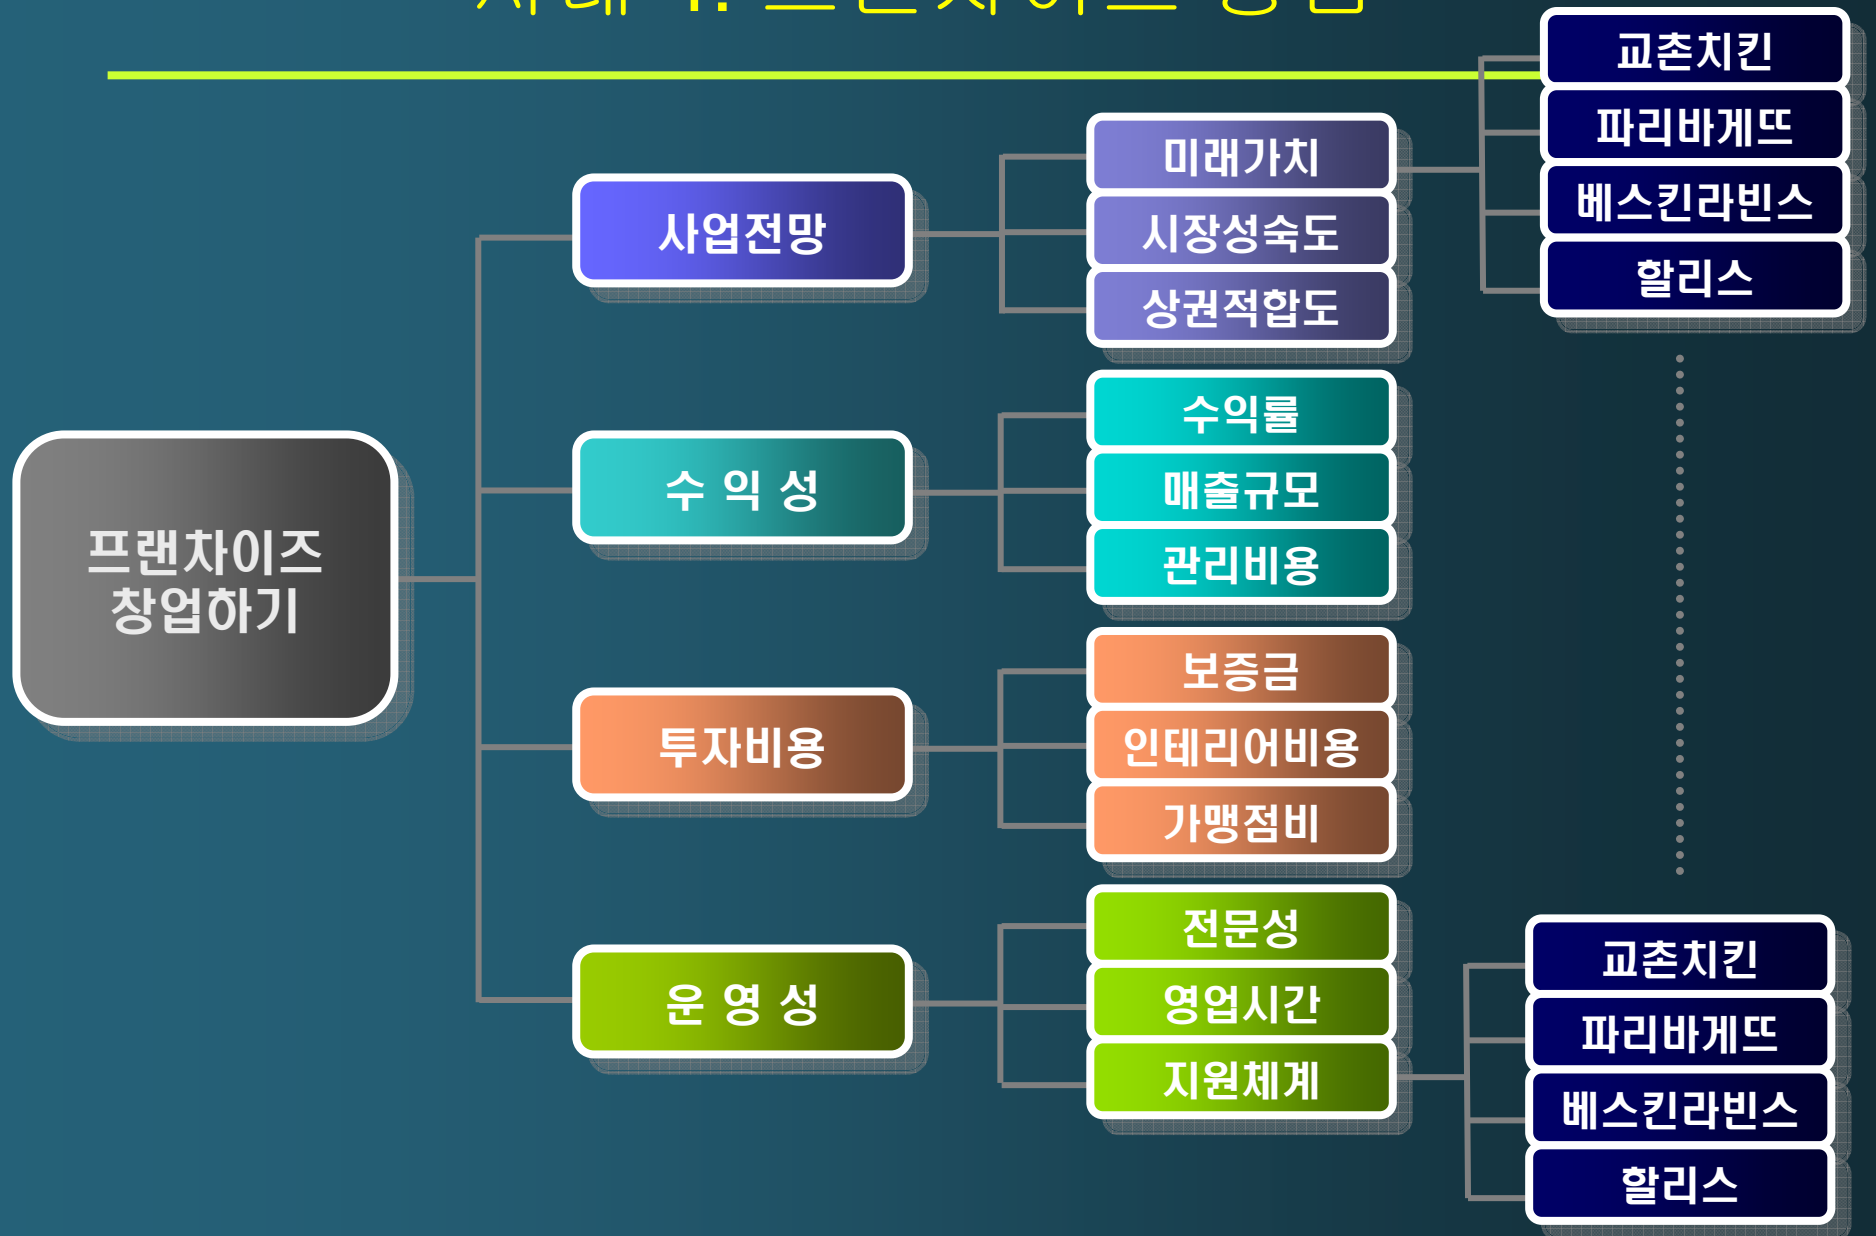 프랜차이즈
창업하기
사업전망
미래가치
시장성숙도
상권적합도
수 익 성
수익률
매출규모
관리비용
투자비용
보증금
인테리어비용
가맹점비
운 영 성
전문성
영업시간
지원체계
교촌치킨
파리바게뜨
베스킨라빈스
할리스
교촌치킨
파리바게뜨
베스킨라빈스
할리스